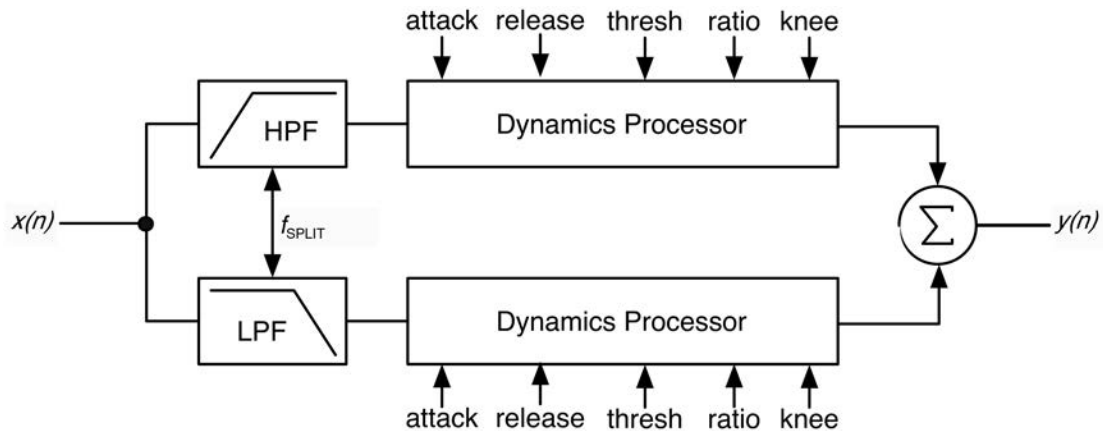 attack release thresh ratio knee
HPF
Dynamics Processor
x(n)
fSPLIT
Σ
y(n)
LPF
Dynamics Processor
attack release thresh ratio knee